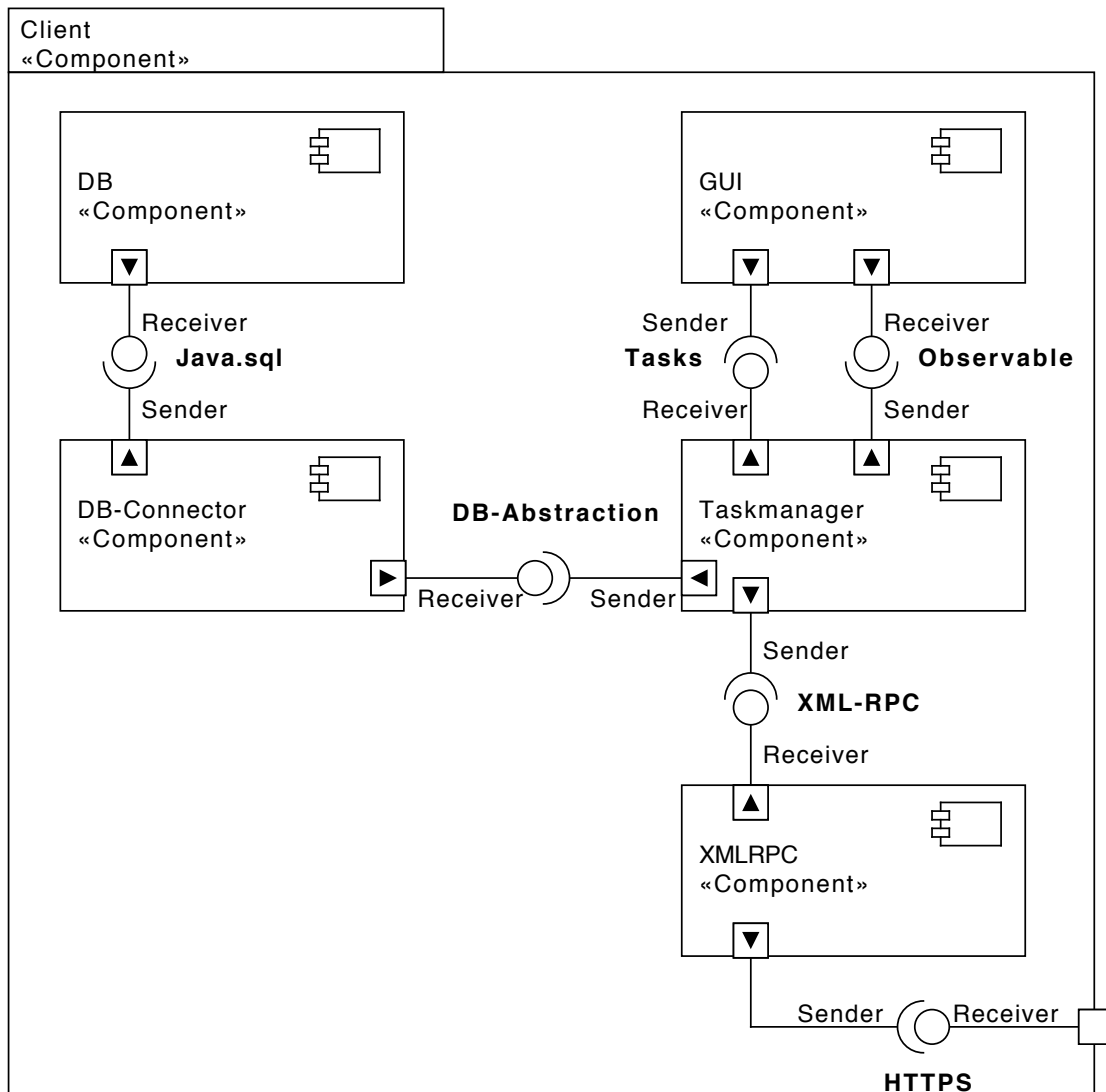 Client
«Component»
DB
«Component»
GUI
«Component»
Receiver
Java.sql
Sender
Sender
Tasks
Receiver
Receiver
Observable
Sender
DB-Connector
«Component»
DB-Abstraction
Receiver
Sender
Taskmanager
«Component»
Sender
XML-RPC
Receiver
XMLRPC
«Component»
Sender
Receiver
HTTPS